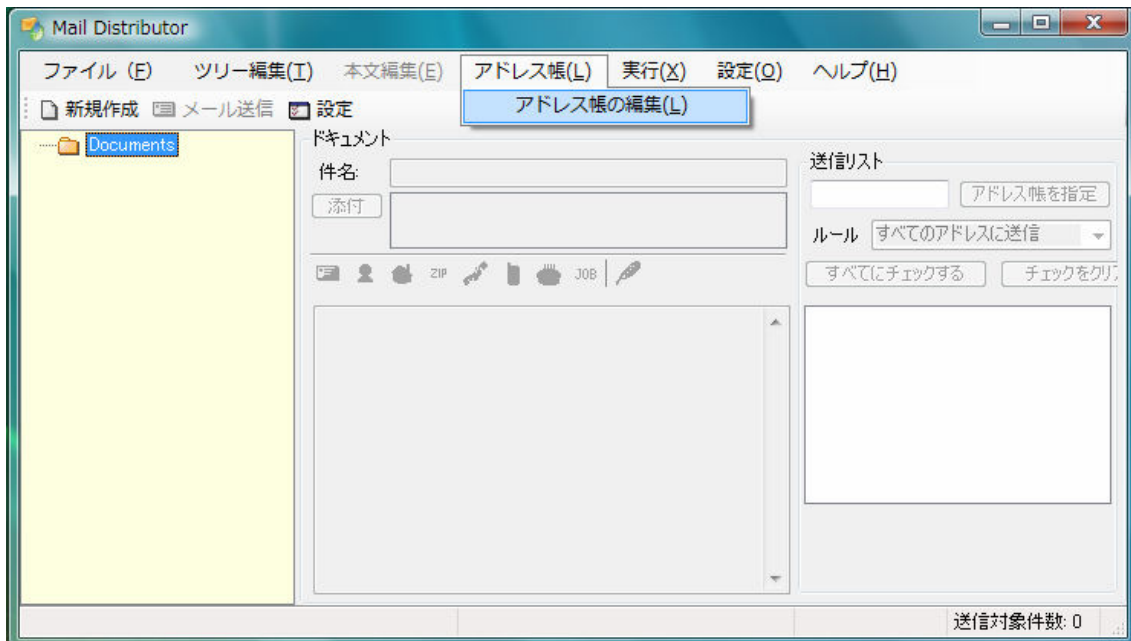 Mail Distributor
ファイル（F） ツリー編集(T) 本文編集(E) アドレス帳(L) 実行(X) 設定(O) ヘルプ(H)
アドレス帳の編集(L)
新規作成 メール送信 設定
Documents
ドキュメント
件名:
添付
ZIP JOB
送信リスト
アドレス帳を指定
ルール すべてのアドレスに送信
すべてにチェックする チェックをクリア
送信対象件数: 0